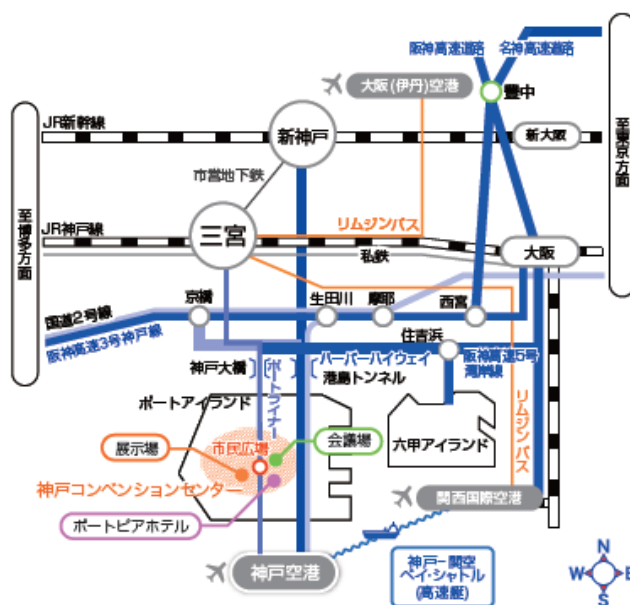 阪神高速道路
名神高速道路
大阪(伊丹)空港
豊中
JR新幹線
新神戸
新大阪
至東京方面
市営地下鉄
至博多方面
三宮
リムジンバス
JR神戸線
私鉄
大阪
京橋
生田川
摩耶
西宮
国道2号線
阪神高速3号神戸線
住吉浜
ハーバーハイウェイ
阪神高速5号
湾岸線
神戸大橋
ポートライナー
港島トンネル
ポートアイランド
リムジンバス
市民広場
会議場
展示場
六甲アイランド
神戸コンベンションセンター
関西国際空港
ポートピアホテル
神戸空港
神戸ー関空
ベイ・シャトル
(高速艇)
N
W
E
S